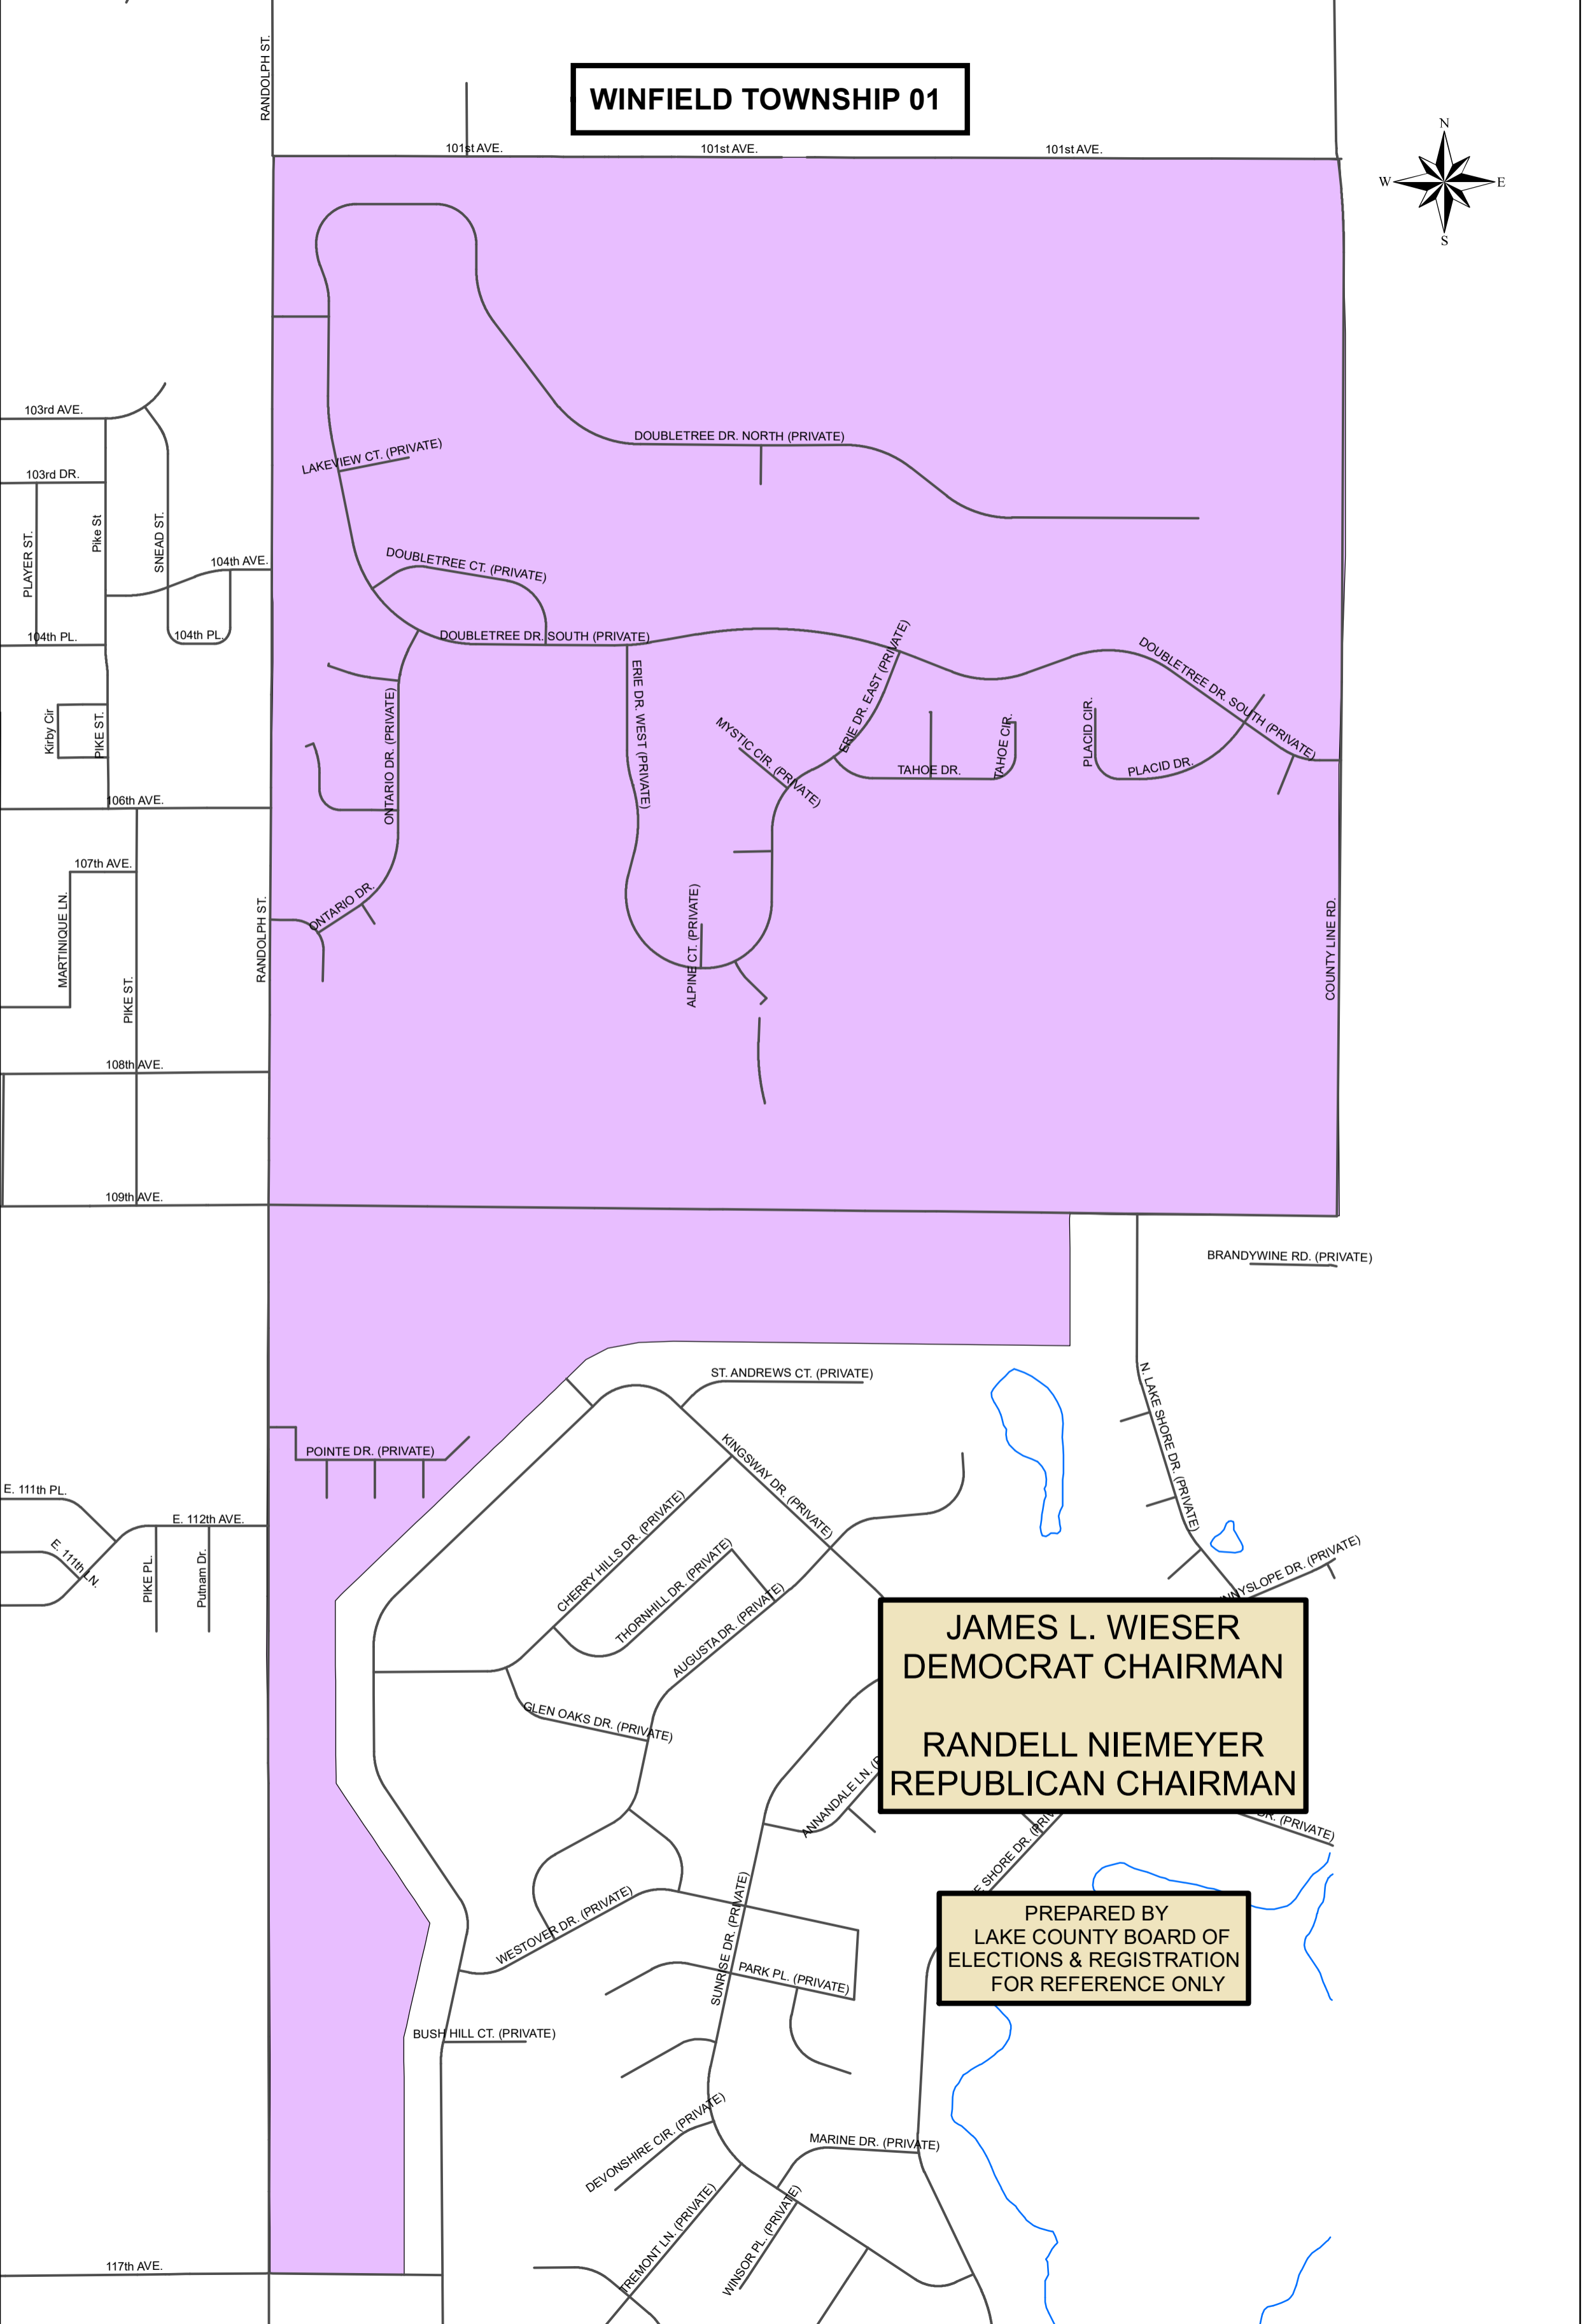 RANDOLPH ST.
WINFIELD TOWNSHIP 01
101st AVE.
101st AVE.
101st AVE.
N
W
E
S
103rd AVE.
DOUBLETREE DR. NORTH (PRIVATE)
LAKEVIEW CT. (PRIVATE)
103rd DR.
PLAYER ST.
Pike St
SNEAD ST.
104th AVE.
DOUBLETREE CT. (PRIVATE)
104th PL.
104th PL.
DOUBLETREE DR. SOUTH (PRIVATE)
ERIE DR. WEST (PRIVATE)
ERIE DR. EAST (PRIVATE)
DOUBLETREE DR. SOUTH (PRIVATE)
Kirby Cir
PIKE ST.
ONTARIO DR. (PRIVATE)
MYSTIC CIR. (PRIVATE)
TAHOE DR.
TAHOE CIR.
PLACID CIR.
PLACID DR.
106th AVE.
107th AVE.
MARTINIQUE LN.
PIKE ST.
RANDOLPH ST.
ONTARIO DR.
ALPINE CT. (PRIVATE)
COUNTY LINE RD.
108th AVE.
109th AVE.
BRANDYWINE RD. (PRIVATE)
ST. ANDREWS CT. (PRIVATE)
N. LAKE SHORE DR. (PRIVATE)
POINTE DR. (PRIVATE)
KINGSWAY DR. (PRIVATE)
E. 111th PL.
E. 112th AVE.
E. 111th LN.
PIKE PL.
Putnam Dr.
CHERRY HILLS DR. (PRIVATE)
THORNHILL DR. (PRIVATE)
AUGUSTA DR. (PRIVATE)
NNYSLOPE DR. (PRIVATE)
GLEN OAKS DR. (PRIVATE)
JAMES L. WIESER
DEMOCRAT CHAIRMAN
RANDELL NIEMEYER
REPUBLICAN CHAIRMAN
ANNANDALE LN.
SHORE DR.
DR. (PRIVATE)
WESTOVER DR. (PRIVATE)
SUNRISE DR. (PRIVATE)
PARK PL. (PRIVATE)
PREPARED BY
LAKE COUNTY BOARD OF
ELECTIONS & REGISTRATION
FOR REFERENCE ONLY
BUSH HILL CT. (PRIVATE)
DEVONSHIRE CIR. (PRIVATE)
MARINE DR. (PRIVATE)
TREMONT LN. (PRIVATE)
WINSOR PL. (PRIVATE)
117th AVE.